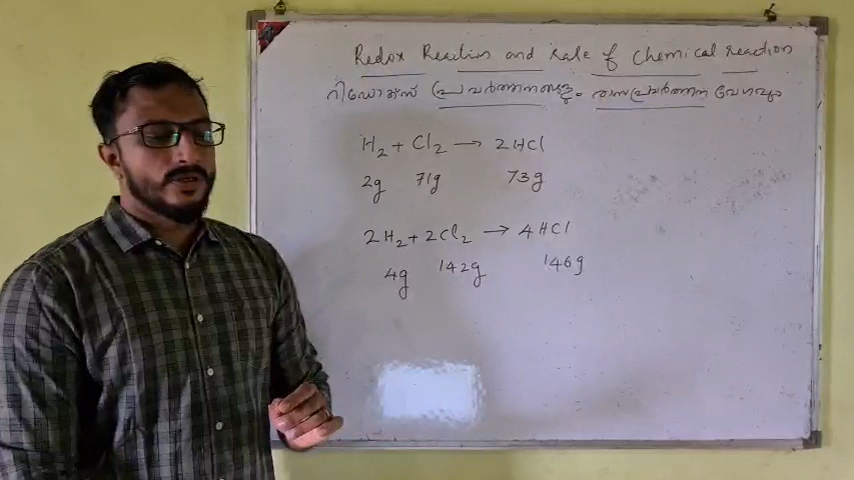 Redox Reaction and rate of Chemical reaction
റിഡോക്സ് പ്രവർത്തനങ്ങളും രാസപ്രവർത്തന വേഗവും
H₂ + Cl₂ → 2HCl
2g 71g 73g
2H₂ + 2Cl₂ → 4HCl
4g 142g 146g